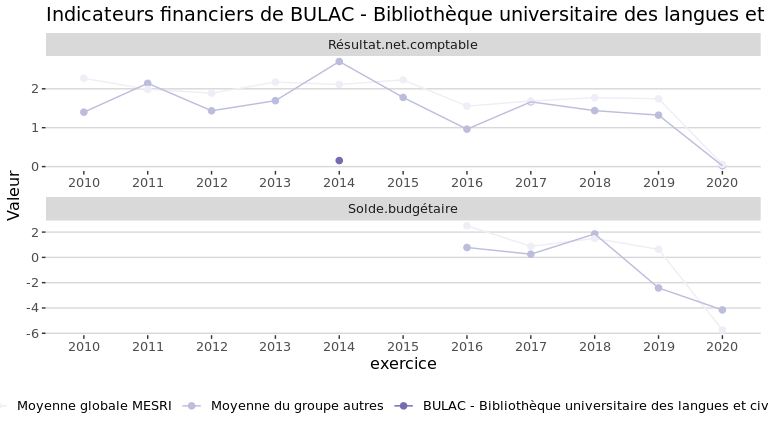 Indicateurs financiers de BULAC - Bibliothèque universitaire des langues et
Résultat.net.comptable
2
1
0
2010 2011 2012 2013 2014 2015 2016 2017 2018 2019 2020
Valeur
Solde.budgétaire
2
0
-2
-4
-6
2010 2011 2012 2013 2014 2015 2016 2017 2018 2019 2020
exercice
Moyenne globale MESRI Moyenne du groupe autres BULAC - Bibliothèque universitaire des langues et civ